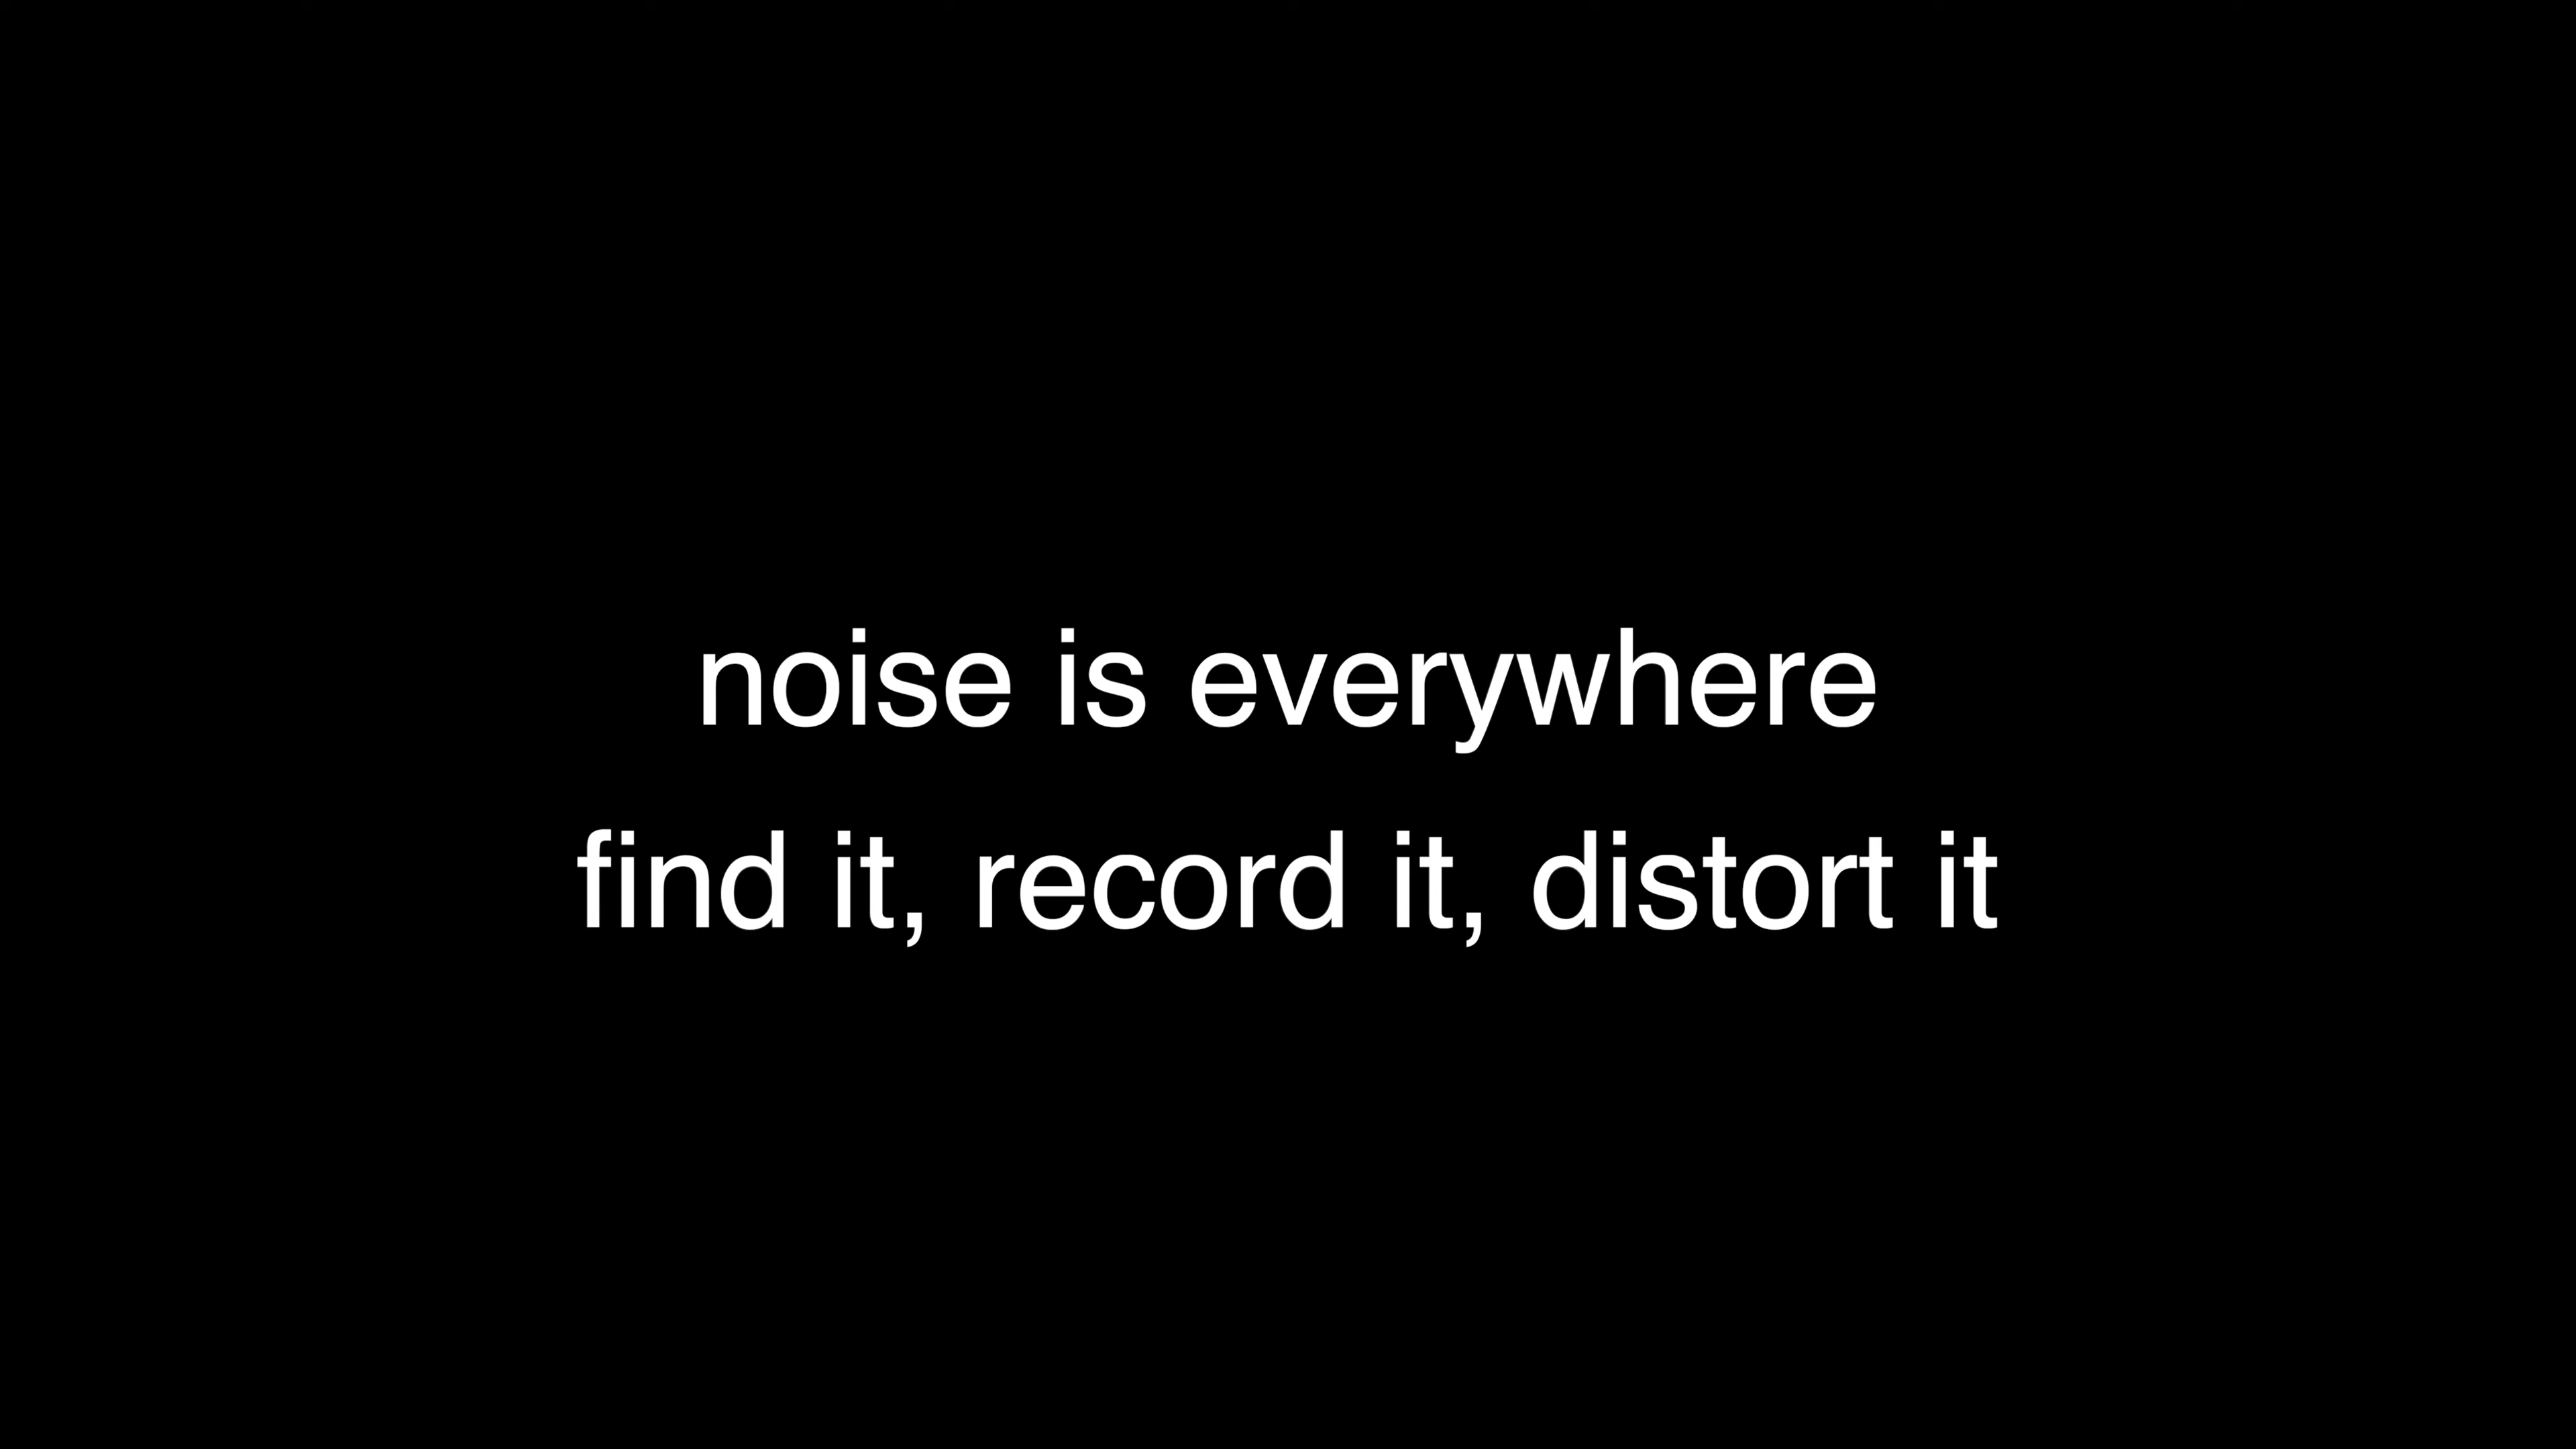 noise is everywhere
find it, record it, distort it